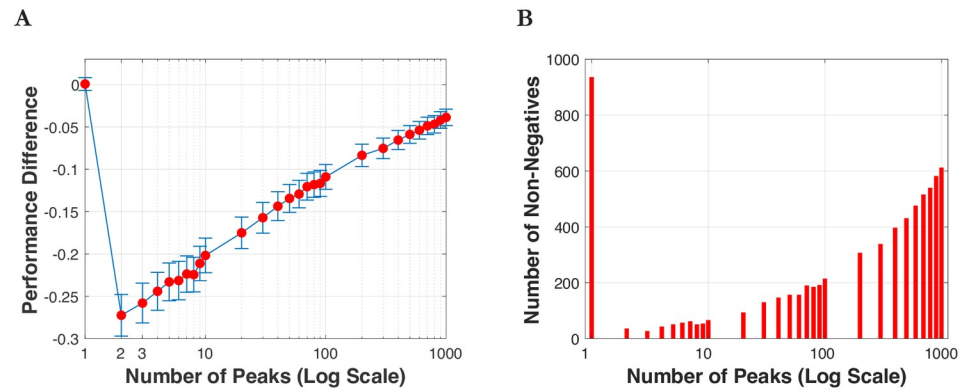 A
B
0
-0.05
-0.1
-0.15
-0.2
-0.25
-0.3
Performance Difference
1 2 3 10 100 1000
Number of Peaks (Log Scale)
1000
800
600
400
200
0
Number of Non-Negatives
1 10 100 1000
Number of Peaks (Log Scale)